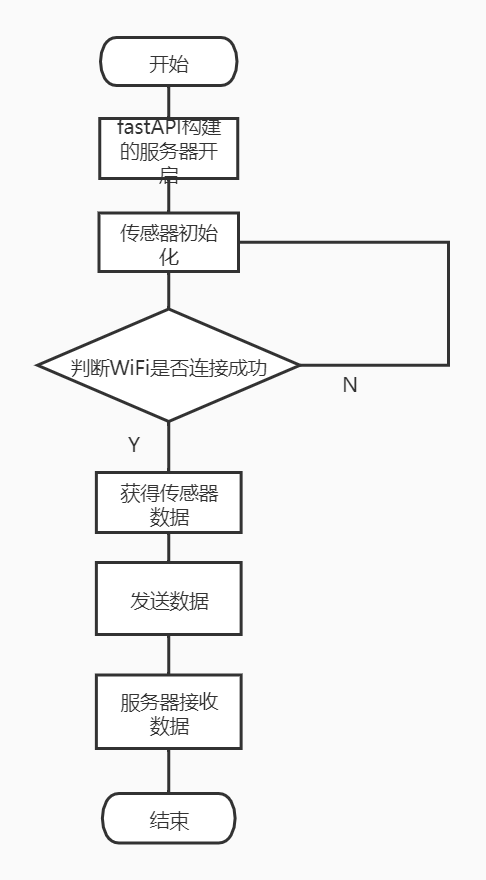 开始
fastAPI构建
的服务器开
启
传感器初始
化
判断WiFi是否连接成功
N
Y
获得传感器
数据
发送数据
服务器接收
数据
结束